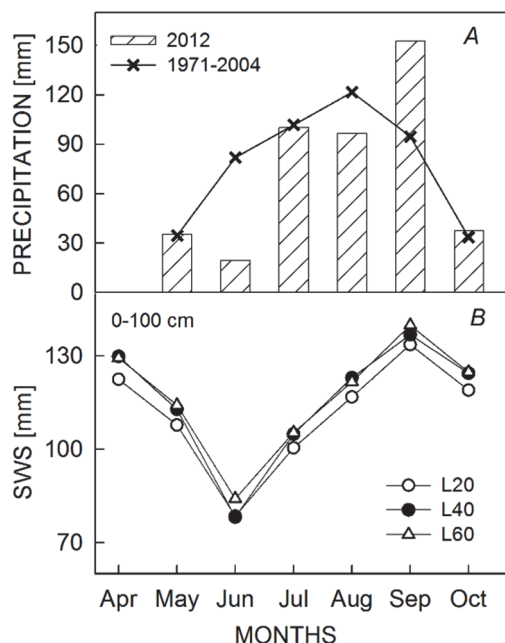 A
2012
1971-2004
PRECIPITATION [mm]
150
120
90
60
30
0
B
0-100 cm
SWS [mm]
130
100
70
L20
L40
L60
Apr May Jun Jul Aug Sep Oct
MONTHS